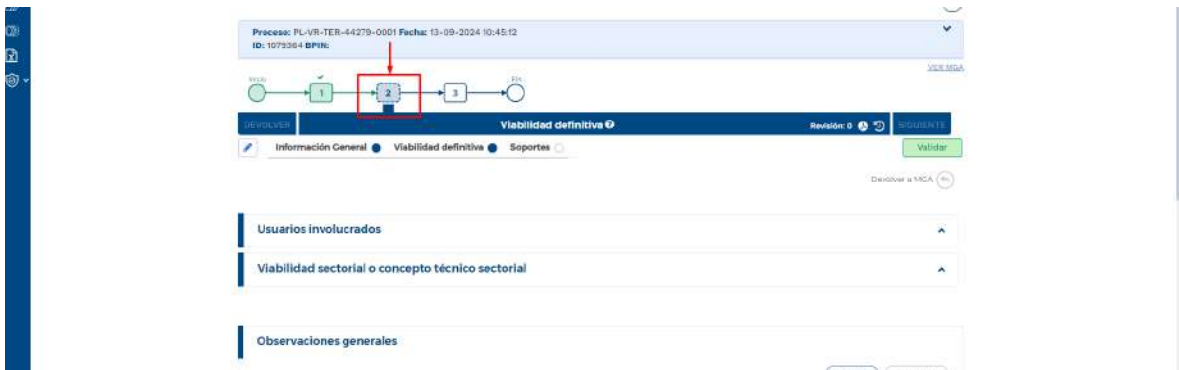 Proceso: PL-VR-TER-44279-0001 Fecha: 13-09-2024 10:45:12
ID: 1079364 BPIN:
VER MGA
Inicio 1 2 3 Fin
DEVOLVER Viabilidad definitiva Revisión: 0 SIGUIENTE
Información General Viabilidad definitiva Soportes Validar
Devolver a MGA
Usuarios involucrados
Viabilidad sectorial o concepto técnico sectorial
Observaciones generales